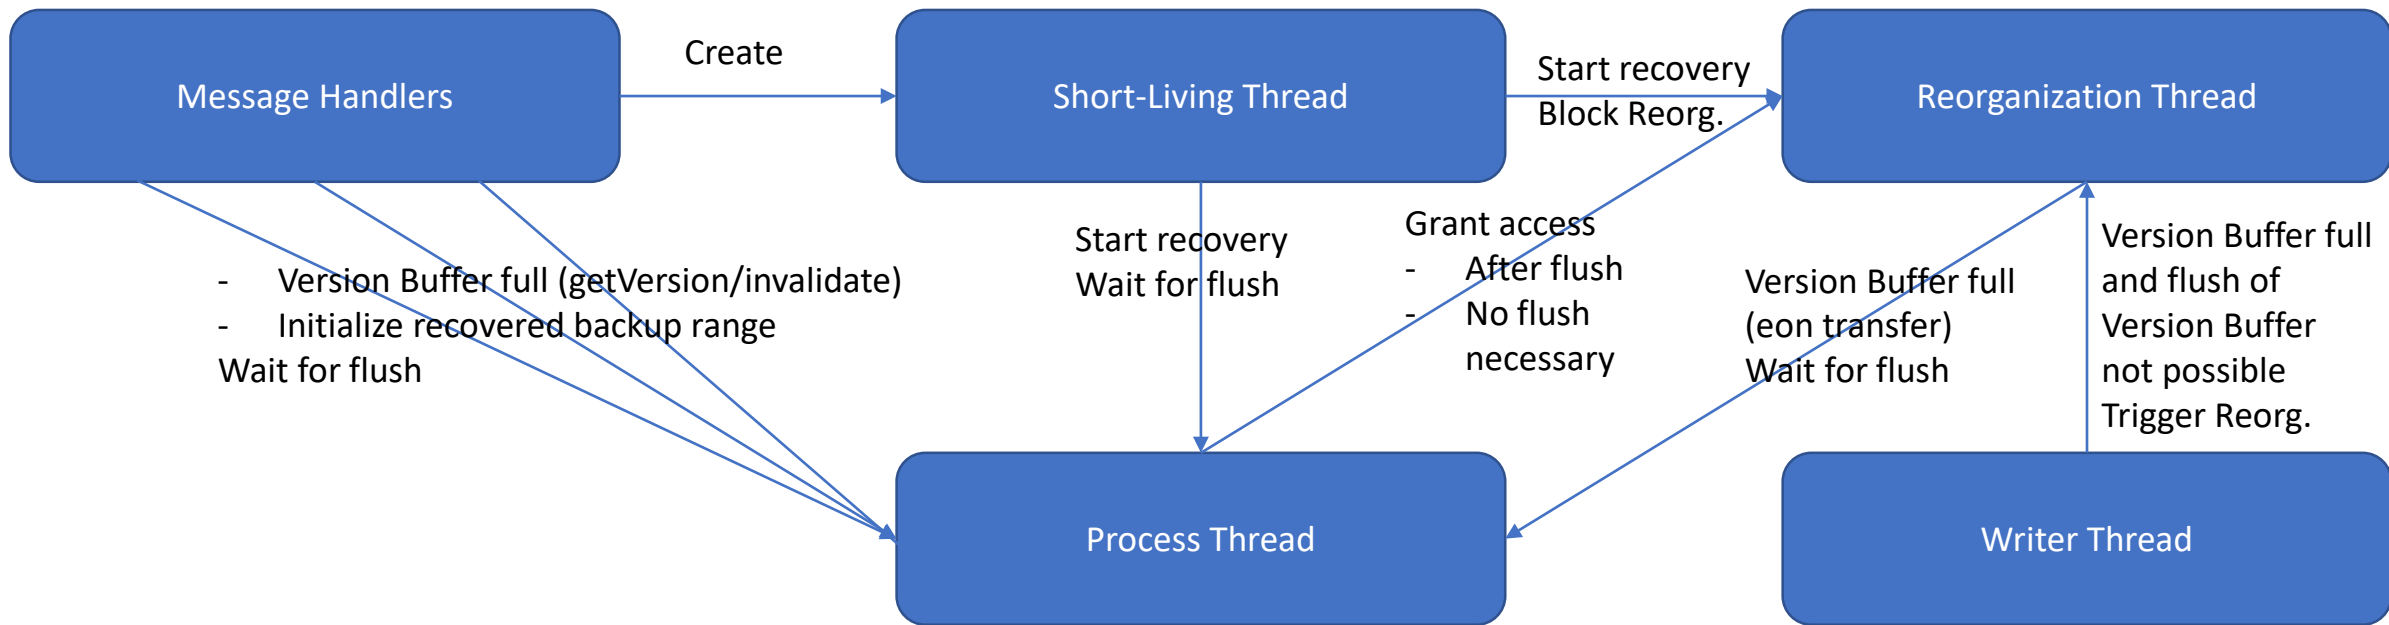 Message Handlers
Create
Short-Living Thread
Start recovery
Block Reorg.
Reorganization Thread
- Version Buffer full (getVersion/invalidate)
- Initialize recovered backup range
Wait for flush
Start recovery
Wait for flush
Grant access
- After flush
- No flush
necessary
Version Buffer full
(eon transfer)
Wait for flush
Version Buffer full
and flush of
Version Buffer
not possible
Trigger Reorg.
Process Thread
Writer Thread